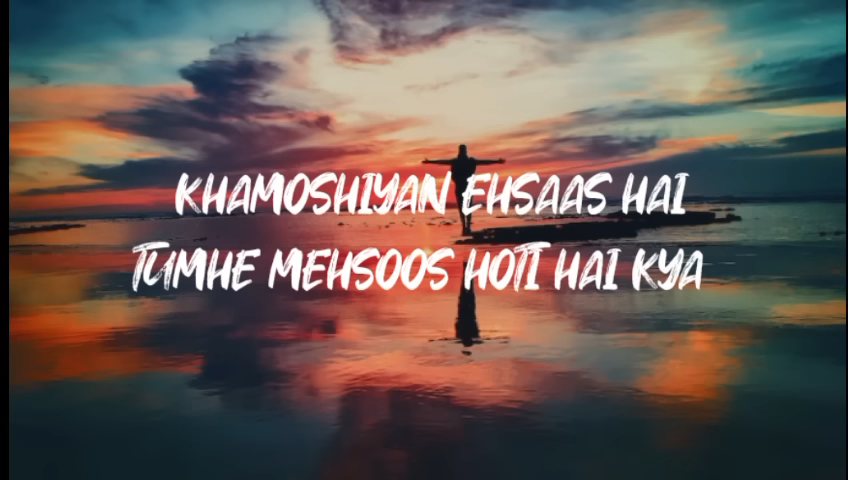 KHAMOSHIYAN EHSAAS HAI
TUMHE MEHSOOS HOTI HAI KYA